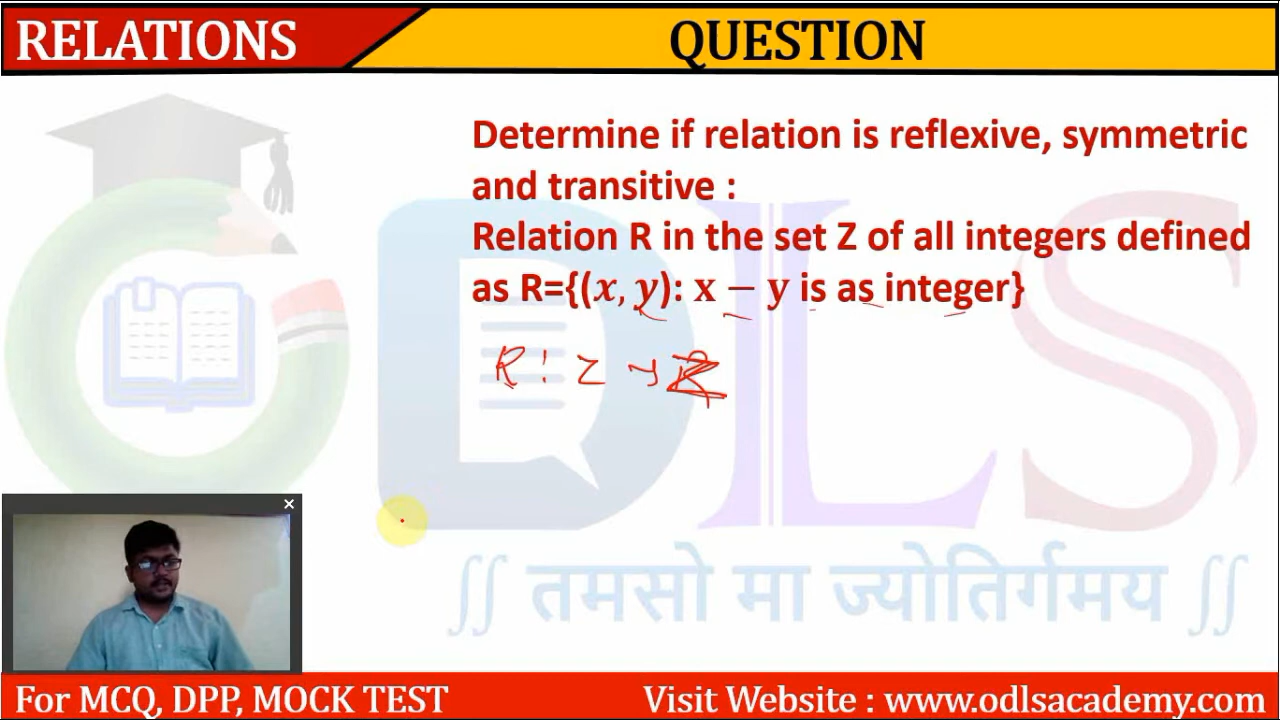 RELATIONS
QUESTION
Determine if relation is reflexive, symmetric
and transitive :
Relation R in the set Z of all integers defined
as R={(x, y): x − y is as integer}
R : Z →
DLS
∬ तमसो मा ज्योतिर्गमय ∬
For MCQ, DPP, MOCK TEST
Visit Website : www.odlsacademy.com